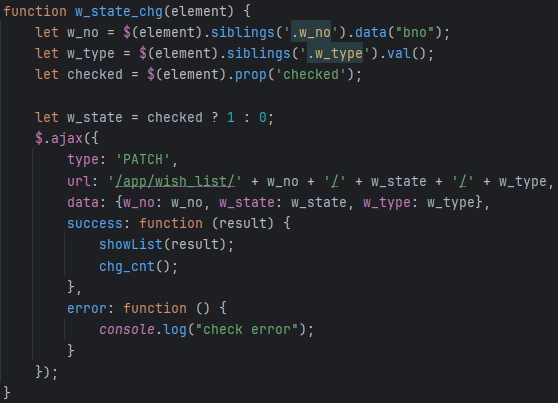 function w_state_chg(element) {
    let w_no = $(element).siblings('.w_no').data("bno");
    let w_type = $(element).siblings('.w_type').val();
    let checked = $(element).prop('checked');

    let w_state = checked ? 1 : 0;
    $.ajax({
        type: 'PATCH',
        url: '/app/wish_list/' + w_no + '/' + w_state + '/' + w_type,
        data: {w_no: w_no, w_state: w_state, w_type: w_type},
        success: function (result) {
            showList(result);
            chg_cnt();
        },
        error: function () {
            console.log("check error");
        }
    });
}